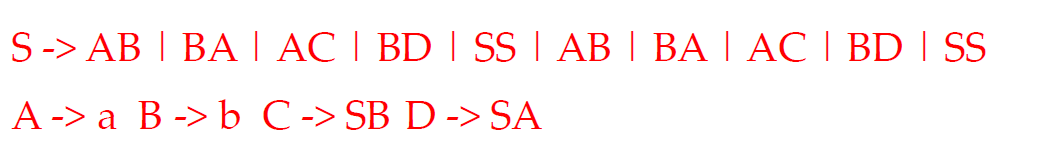 S -> AB | BA | AC | BD | SS | AB | BA | AC | BD | SS
A -> a B -> b C -> SB D -> SA